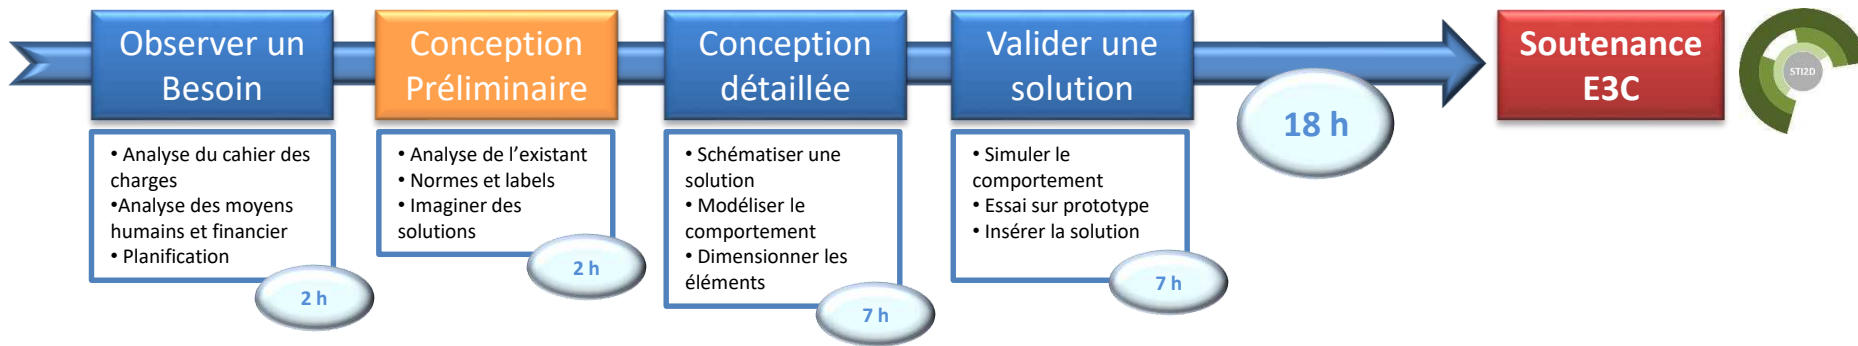 Observer un
Besoin
• Analyse du cahier des
charges
•Analyse des moyens
humains et financier
• Planification
2 h
Conception
Préliminaire
• Analyse de l’existant
• Normes et labels
• Imaginer des
solutions
2 h
Conception
détaillée
• Schématiser une
solution
• Modéliser le
comportement
• Dimensionner les
éléments
7 h
Valider une
solution
• Simuler le
comportement
• Essai sur prototype
• Insérer la solution
7 h
18 h
Soutenance
E3C
STI2D